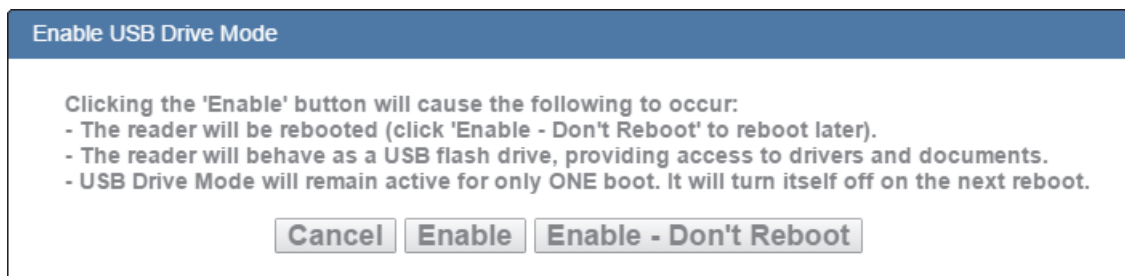 Enable USB Drive Mode
Clicking the 'Enable' button will cause the following to occur:
- The reader will be rebooted (click 'Enable - Don't Reboot' to reboot later).
- The reader will behave as a USB flash drive, providing access to drivers and documents.
- USB Drive Mode will remain active for only ONE boot. It will turn itself off on the next reboot.
Cancel Enable Enable - Don't Reboot